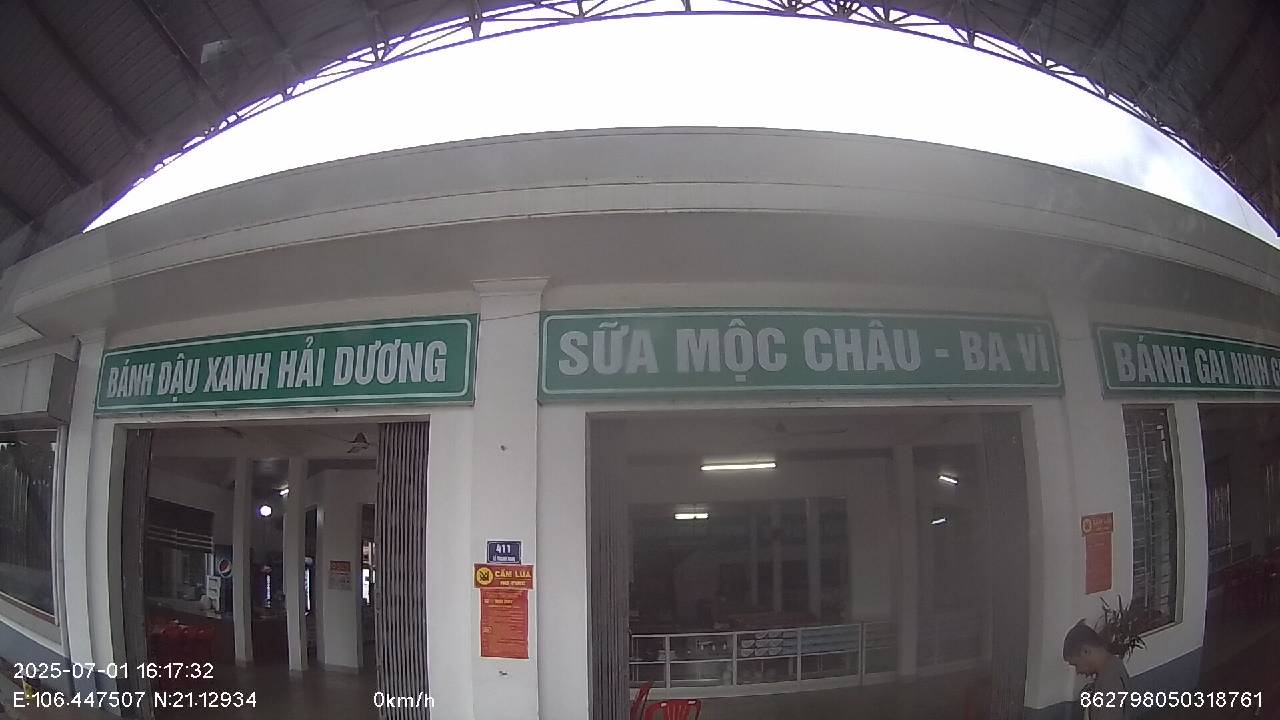 BÁNH ĐẬU XANH HẢI DƯƠNG
SỮA MỘC CHÂU - BA VÌ
BÁNH GAI NINH G
411
CẤM LỬA
2025-07-01 16:17:32
E:106.447507 N:21.12934
0km/h
862798050318761